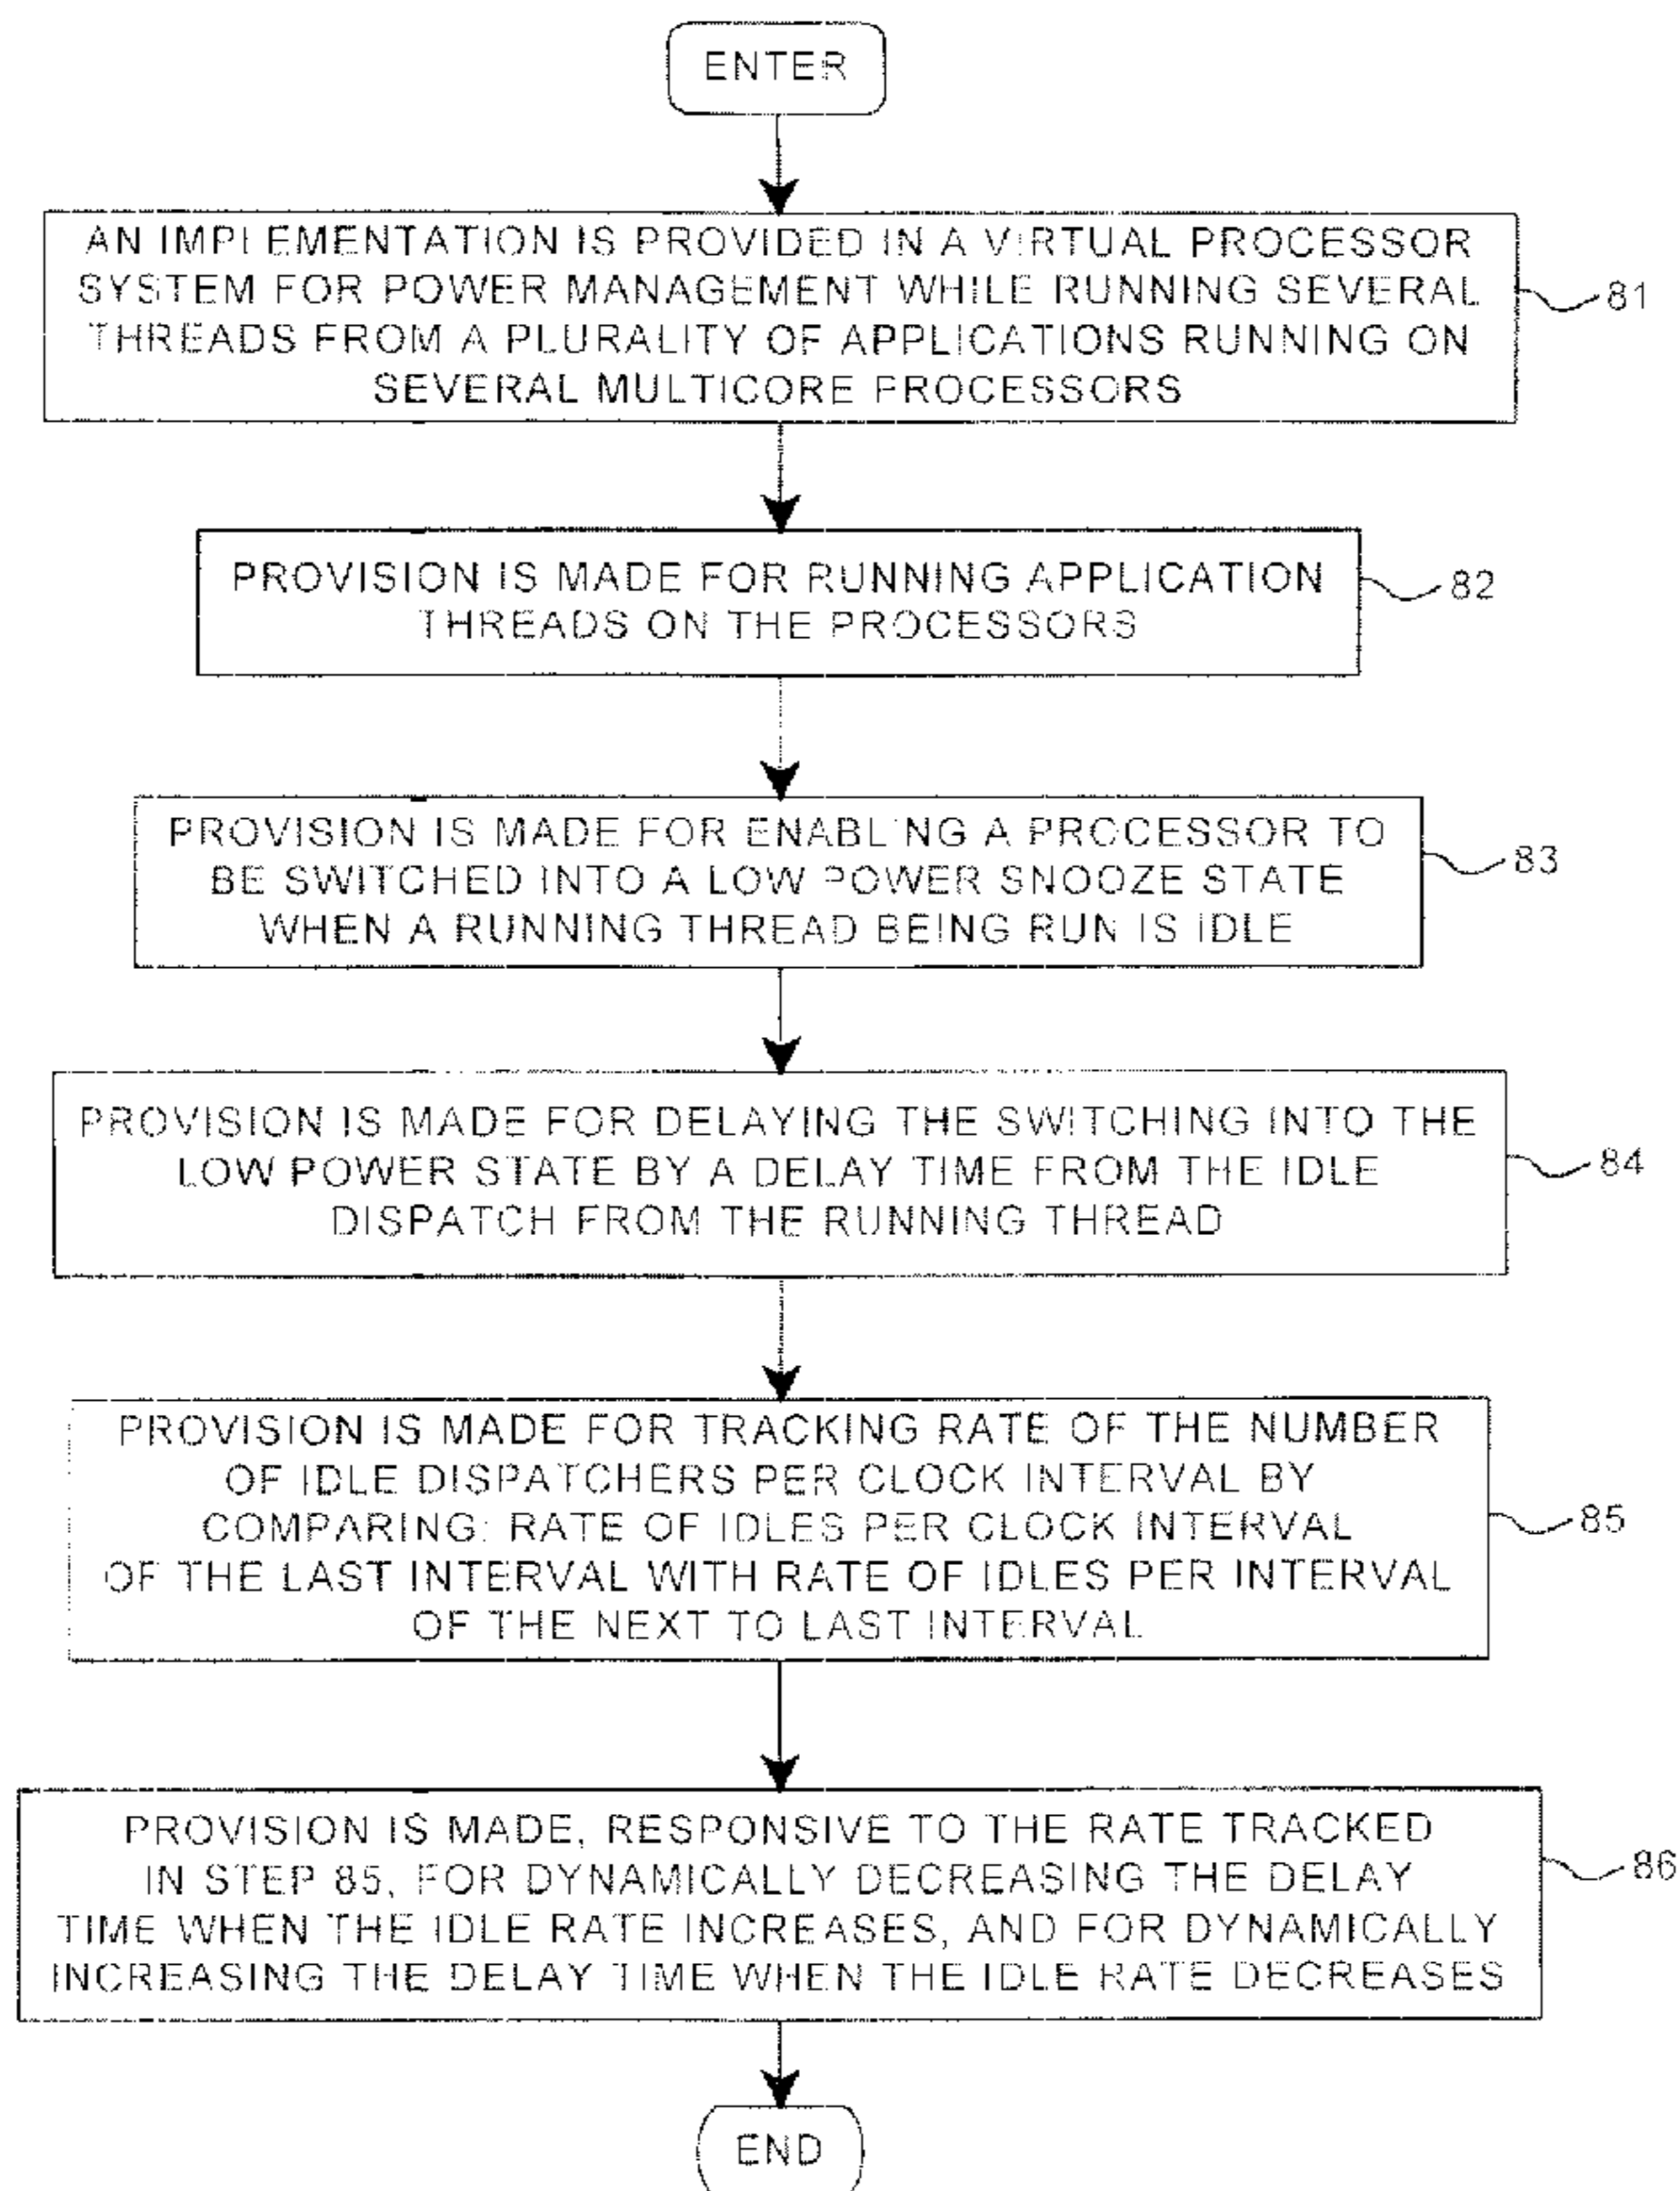 ENTER
AN IMPLEMENTATION IS PROVIDED IN A VIRTUAL PROCESSOR
SYSTEM FOR POWER MANAGEMENT WHILE RUNNING SEVERAL
THREADS FROM A PLURALITY OF APPLICATIONS RUNNING ON
SEVERAL MULTICORE PROCESSORS
81
PROVISION IS MADE FOR RUNNING APPLICATION
THREADS ON THE PROCESSORS
82
PROVISION IS MADE FOR ENABLING A PROCESSOR TO
BE SWITCHED INTO A LOW POWER SNOOZE STATE
WHEN A RUNNING THREAD BEING RUN IS IDLE
83
PROVISION IS MADE FOR DELAYING THE SWITCHING INTO THE
LOW POWER STATE BY A DELAY TIME FROM THE IDLE
DISPATCH FROM THE RUNNING THREAD
84
PROVISION IS MADE FOR TRACKING RATE OF THE NUMBER
OF IDLE DISPATCHERS PER CLOCK INTERVAL BY
COMPARING: RATE OF IDLES PER CLOCK INTERVAL
OF THE LAST INTERVAL WITH RATE OF IDLES PER INTERVAL
OF THE NEXT TO LAST INTERVAL
85
PROVISION IS MADE, RESPONSIVE TO THE RATE TRACKED
IN STEP 85, FOR DYNAMICALLY DECREASING THE DELAY
TIME WHEN THE IDLE RATE INCREASES, AND FOR DYNAMICALLY
INCREASING THE DELAY TIME WHEN THE IDLE RATE DECREASES
86
END